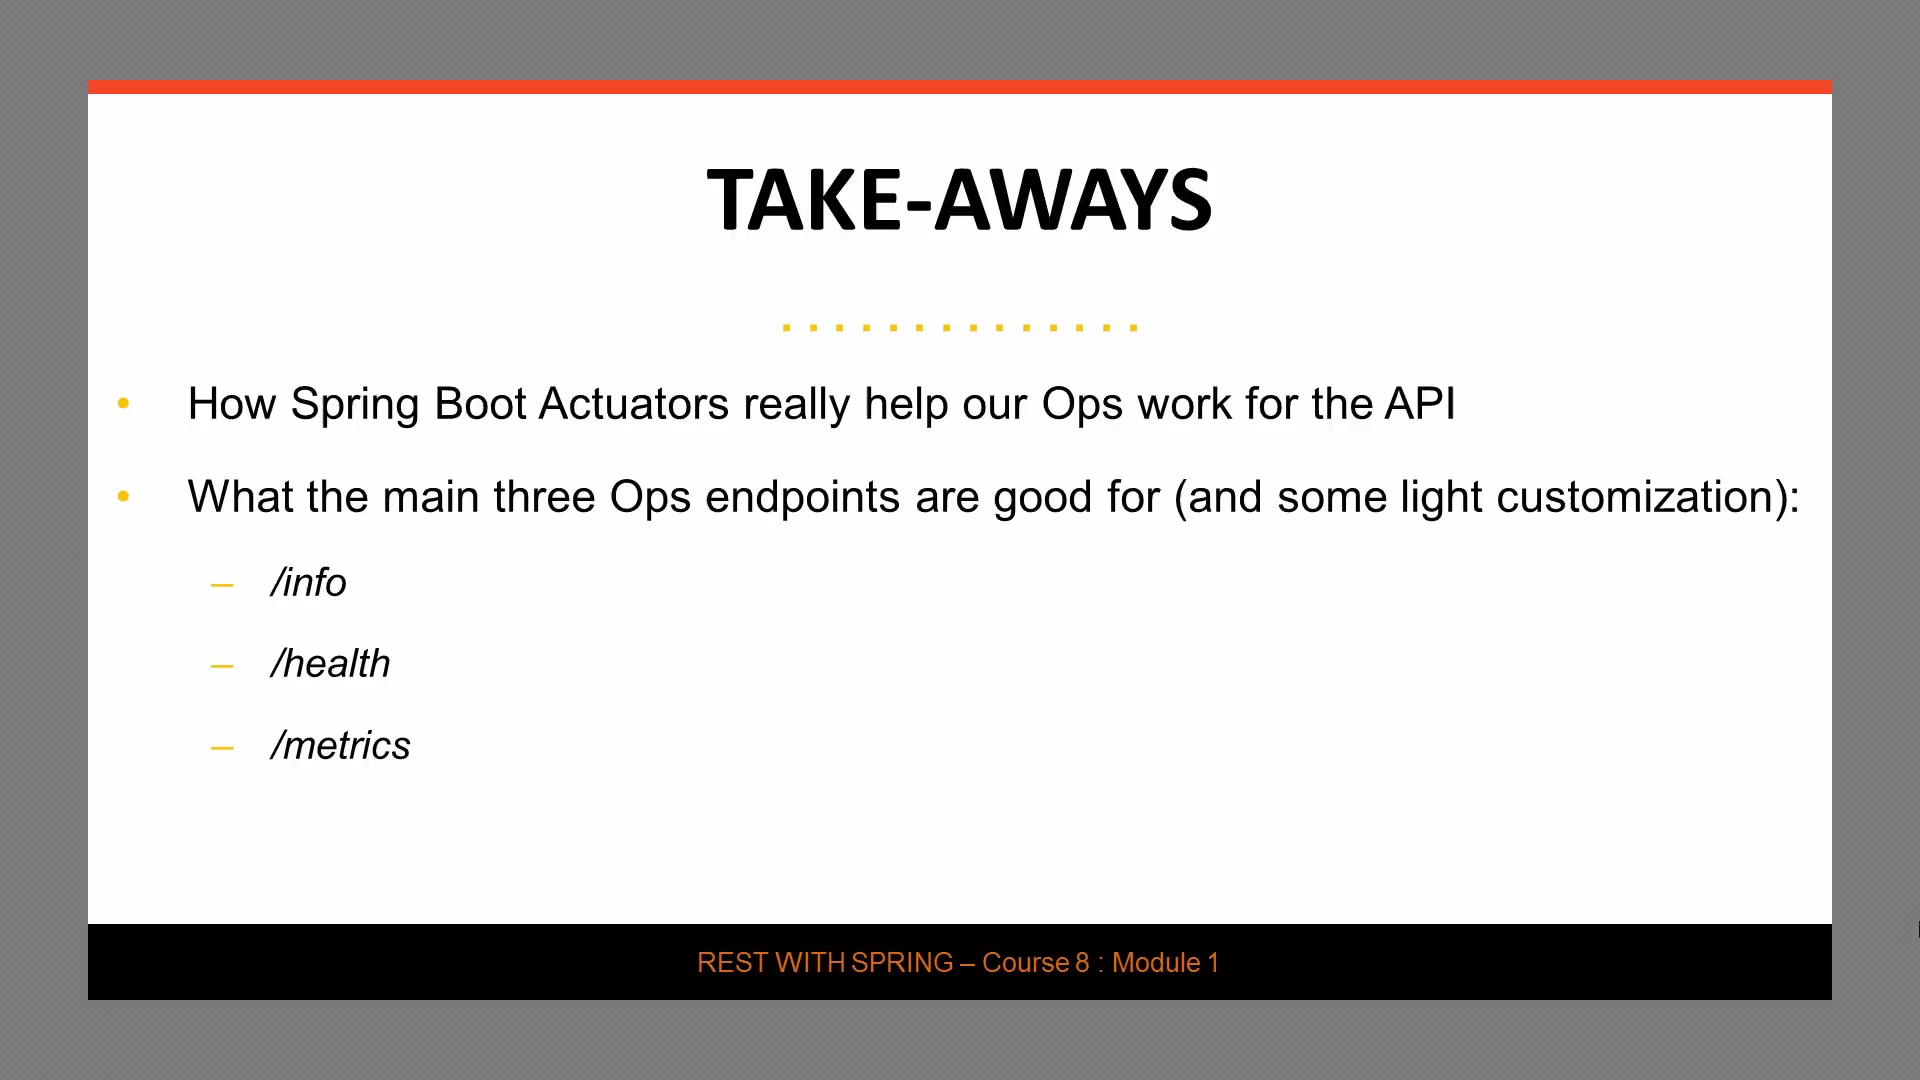 TAKE-AWAYS
• How Spring Boot Actuators really help our Ops work for the API
• What the main three Ops endpoints are good for (and some light customization):
– /info
– /health
– /metrics
REST WITH SPRING – Course 8 : Module 1